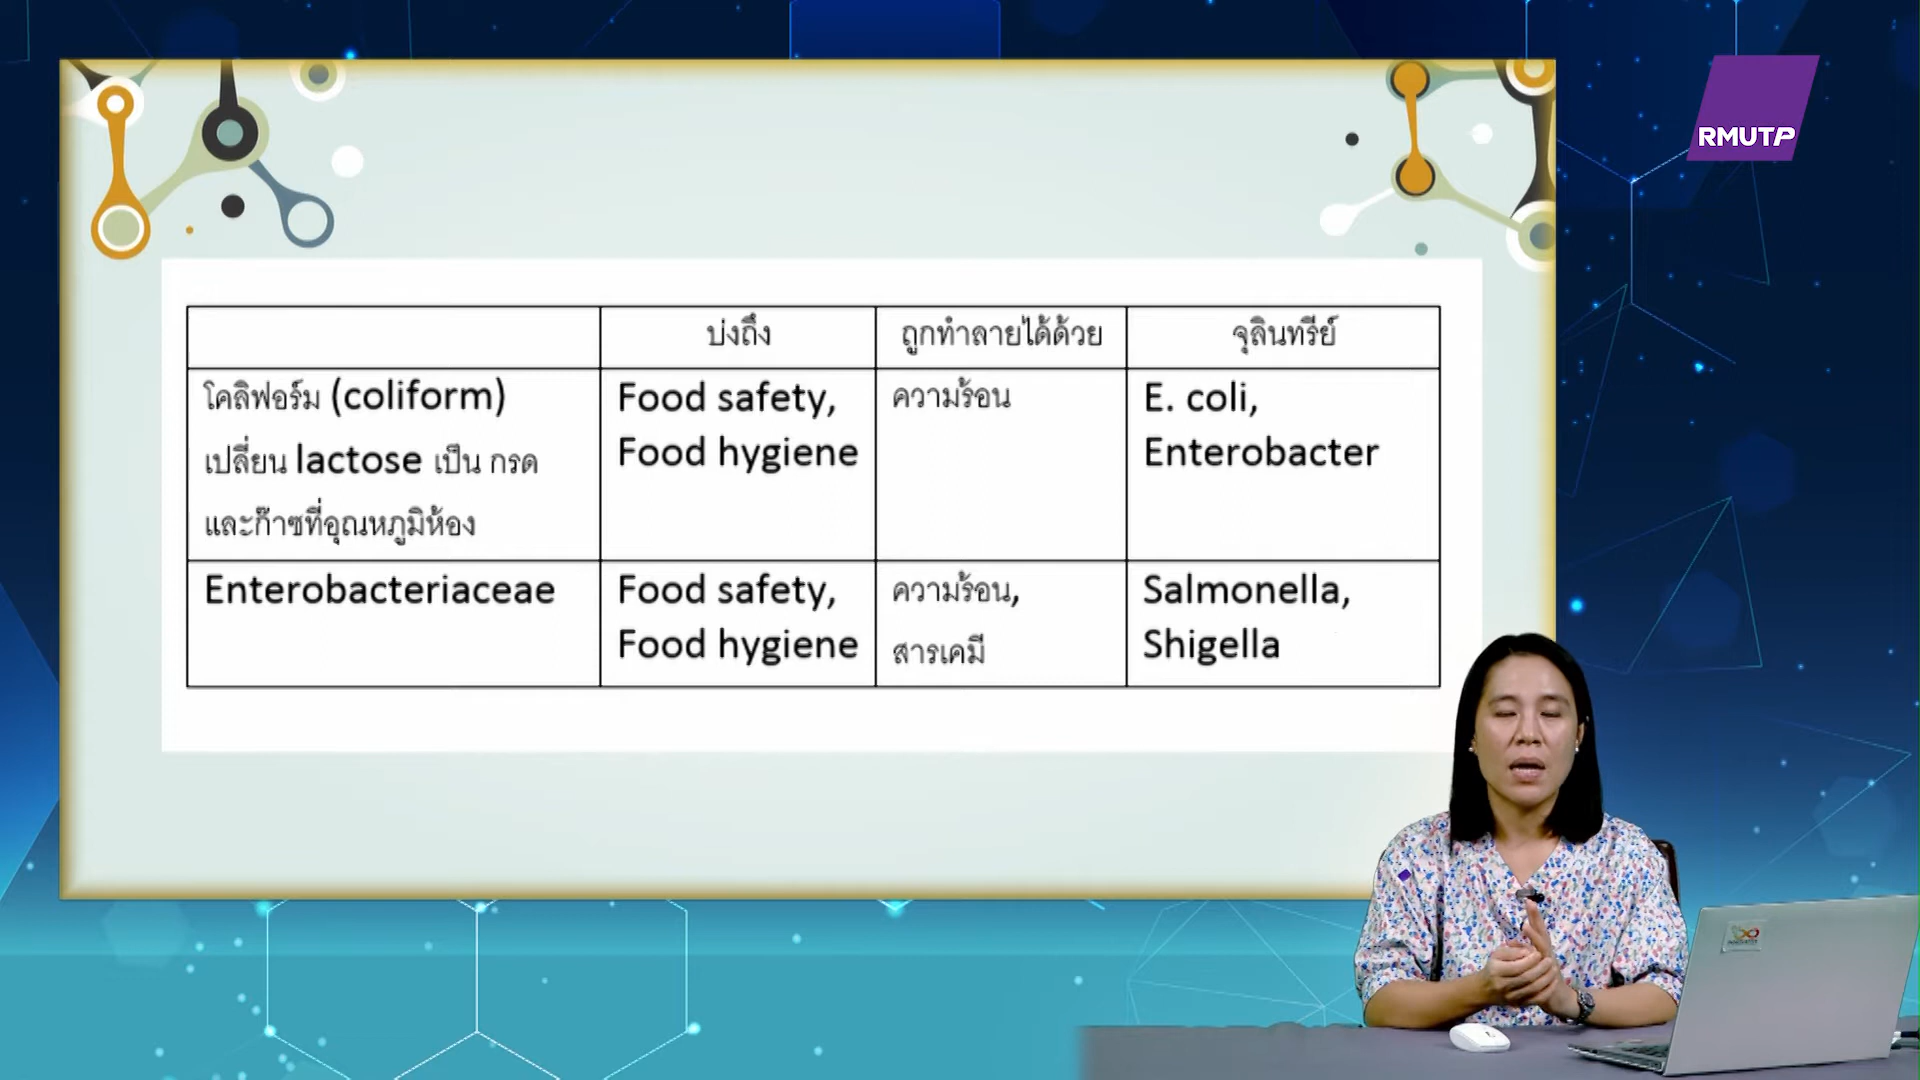 RMUTP
บ่งถึง
ถูกทำลายได้ด้วย
จุลินทรีย์
โคลิฟอร์ม (coliform)
เปลี่ยน lactose เป็น กรด
และก๊าซที่อุณหภูมิห้อง
Food safety,
Food hygiene
ความร้อน
E. coli,
Enterobacter
Enterobacteriaceae
Food safety,
Food hygiene
ความร้อน,
สารเคมี
Salmonella,
Shigella